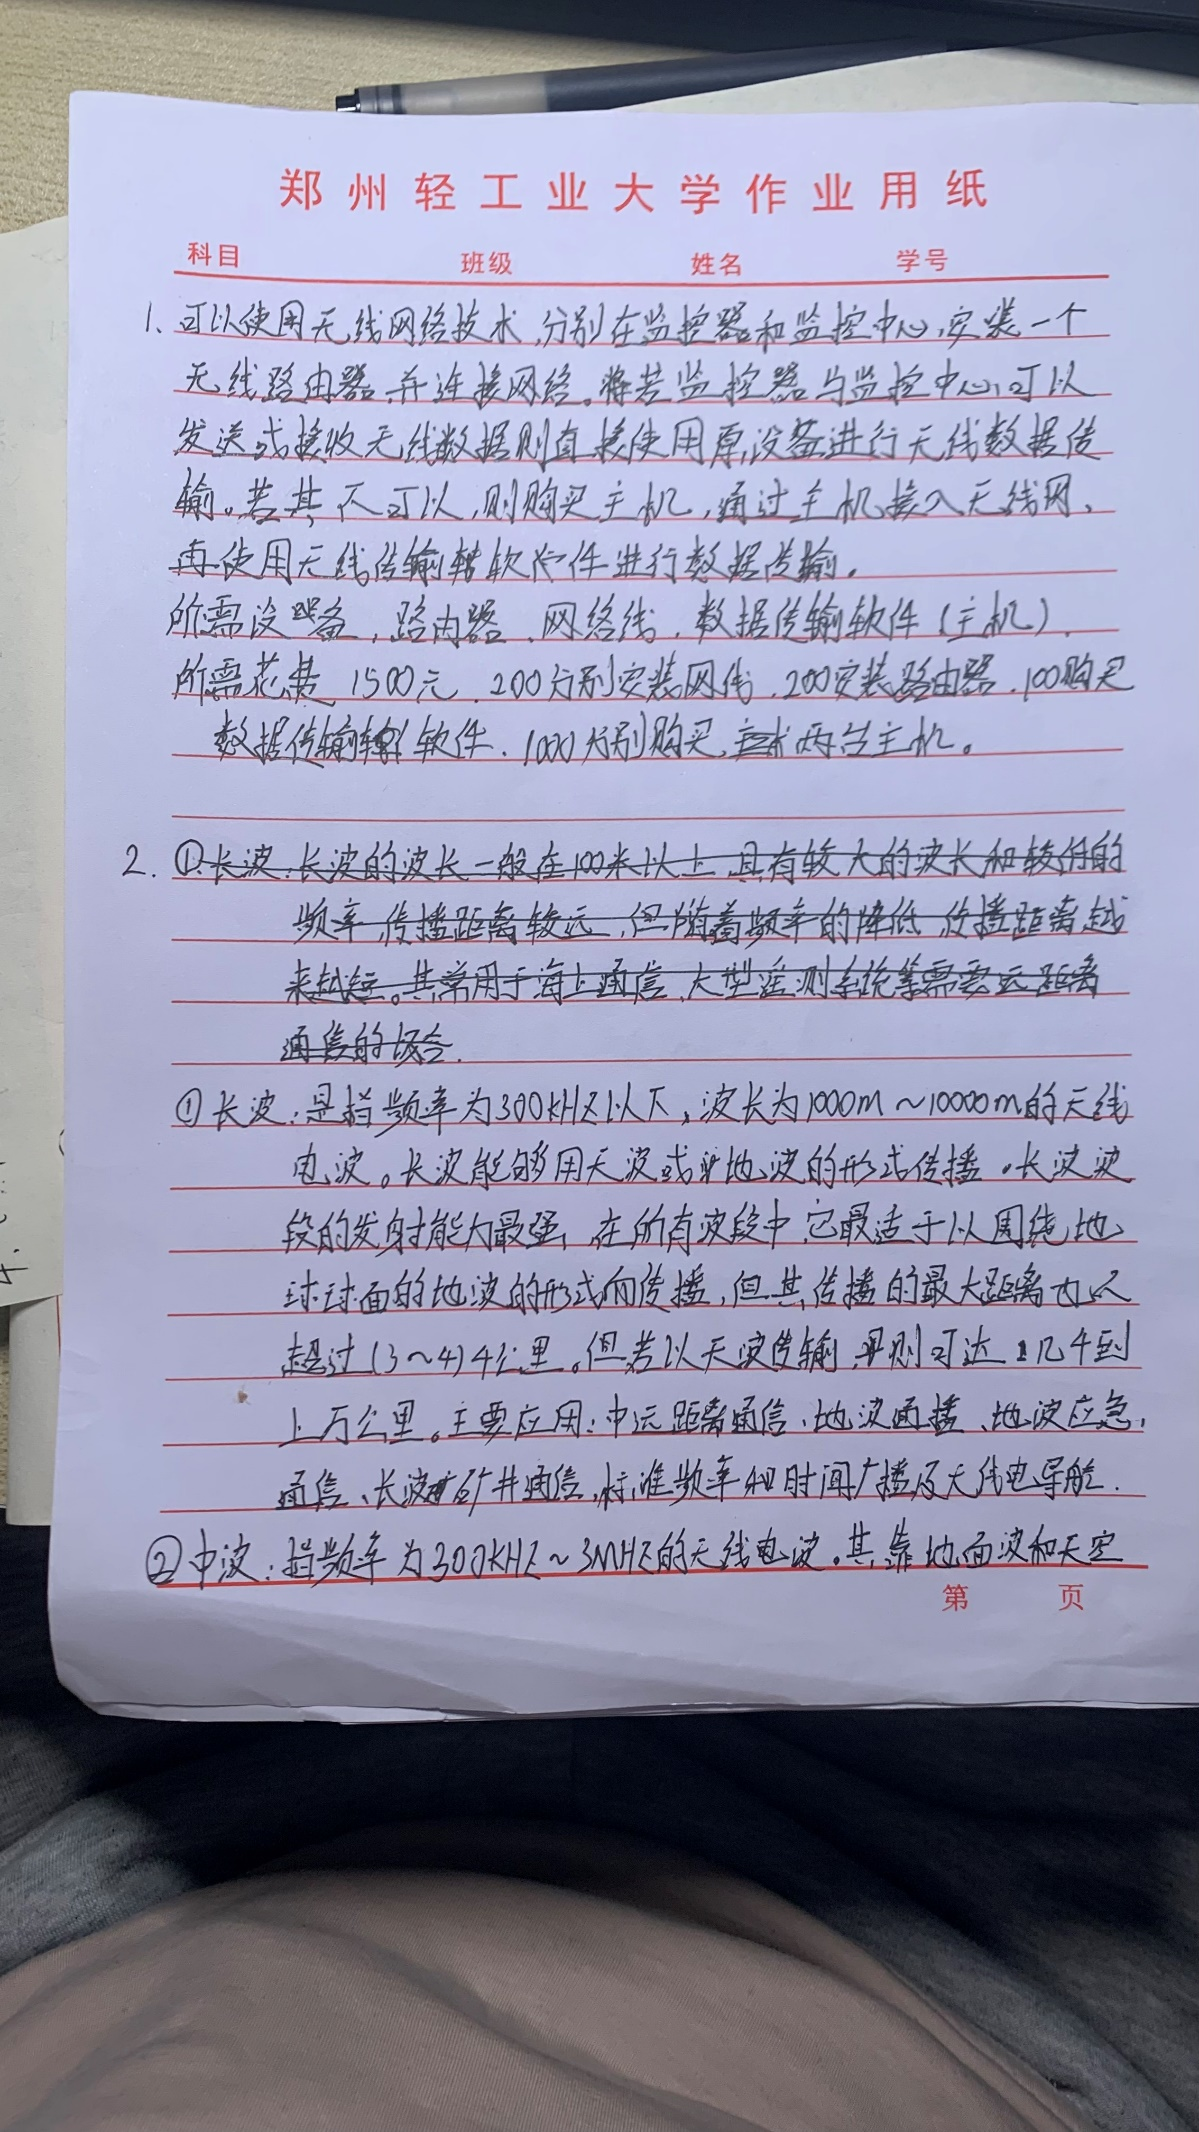 郑州轻工业大学作业用纸
科目 班级 姓名 学号
1、可以使用无线网络技术,分别在监控器和监控中心,安装一个
无线路由器并连接网络。将若监控器与监控中心可以
发送或接收无线数据则直接使用原设备进行无线数据传
输。若其不可以,则购买主机,通过主机接入无线网、
再使用无线传输软件进行数据传输。
所需设备,路由器、网络线,数据传输软件(主机)、
所需花费 1500元、200分别安装网线、200安装路由器、100购买
数据传输软件、1000分别购买,两台主机。
2. ①长波:长波的波长一般在100米以上,具有较大的波长和较低的
频率,传播距离较远,但随着频率的降低,传播距离越
来越短。其常用于海上通信、大型遥测系统等需要远距离
通信的场合.
①长波:是指频率为300kHZ以下,波长为1000m~10000m的无线
电波。长波能够用天波或地波的形式传播。长波波
段的发射能力最强,在所有波段中,它最适于以围绕地
球球面的地波的形式向传播,但其传播的最大距离也不
超过(3~4)千公里。但若以天波传输,则可达几千到
上万公里。主要应用:中远距离通信、地波通播、地波应急,
通信、长波矿井通信,标准频率和时间广播及无线电导航.
②中波:指频率为300KHZ~3MHZ的无线电波。其靠地面波和天空
第 页